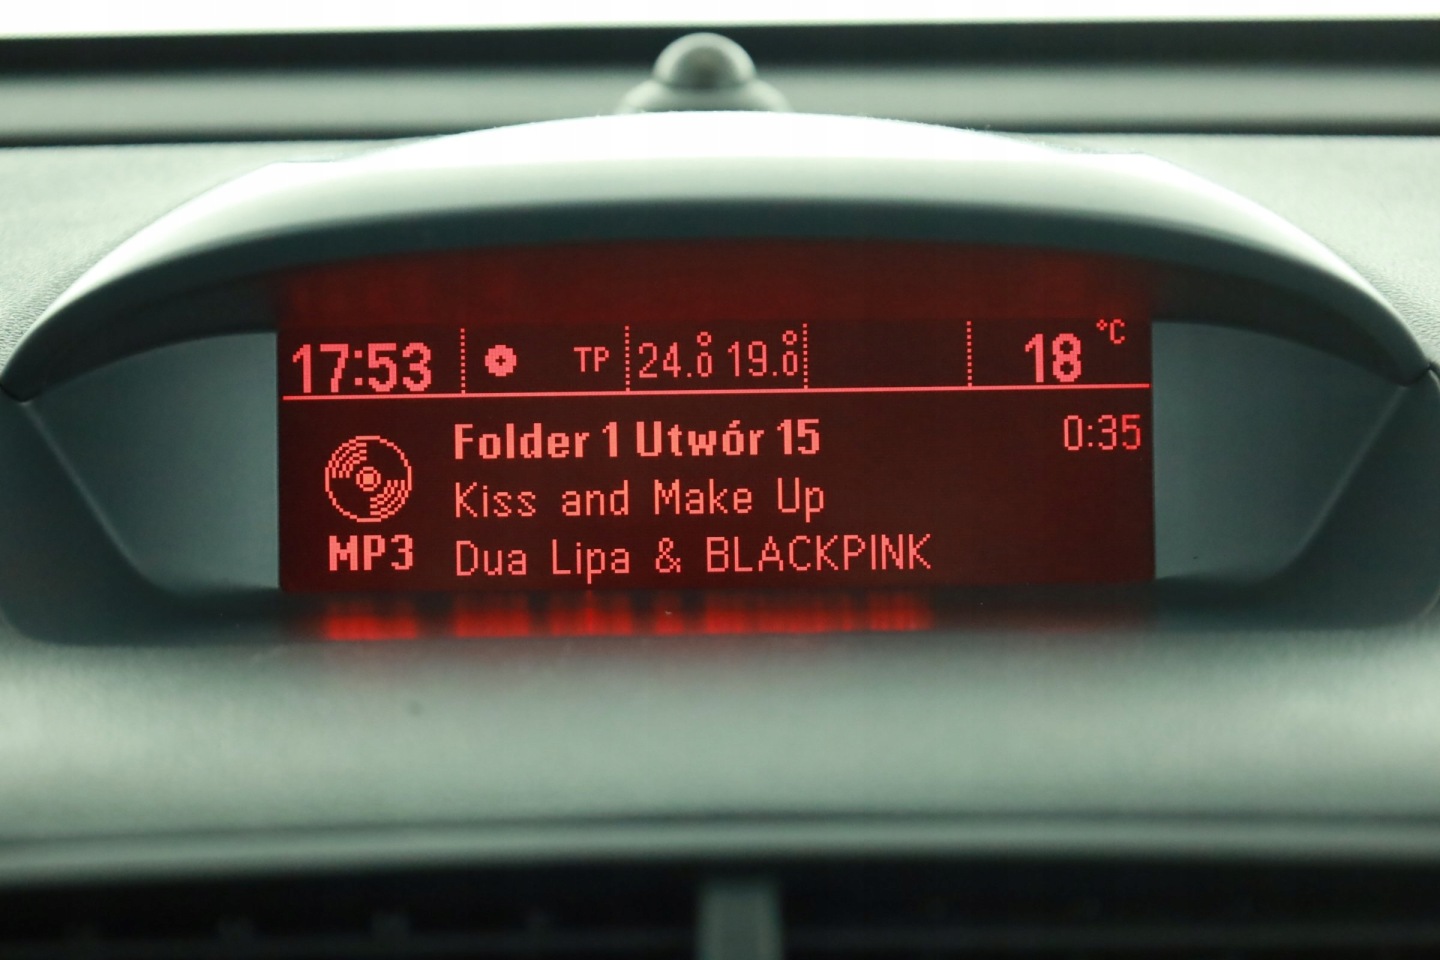 17:53 TP 24.0° 19.0° 18 °C
Folder 1 Utwór 15 0:35
Kiss and Make Up
MP3 Dua Lipa & BLACKPINK